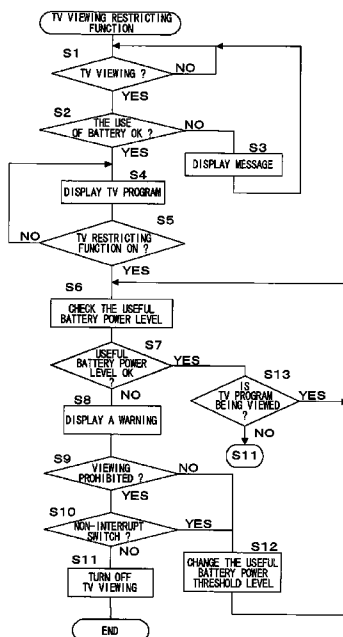 TV VIEWING RESTRICTING
FUNCTION
S1
TV VIEWING ?
NO
YES
S2
THE USE
OF BATTERY OK ?
NO
YES
S3
DISPLAY MESSAGE
S4
DISPLAY TV PROGRAM
S5
NO
TV RESTRICTING
FUNCTION ON ?
YES
S6
CHECK THE USEFUL
BATTERY POWER LEVEL
S7
USEFUL
BATTERY POWER
LEVEL OK
?
YES
NO
S13
IS
TV PROGRAM
BEING VIEWED
?
YES
NO
S11
S8
DISPLAY A WARNING
S9
VIEWING
PROHIBITED ?
NO
YES
S10
NON-INTERRUPT
SWITCH ?
YES
NO
S11
TURN OFF
TV VIEWING
S12
CHANGE THE USEFUL
BATTERY POWER
THRESHOLD LEVEL
END